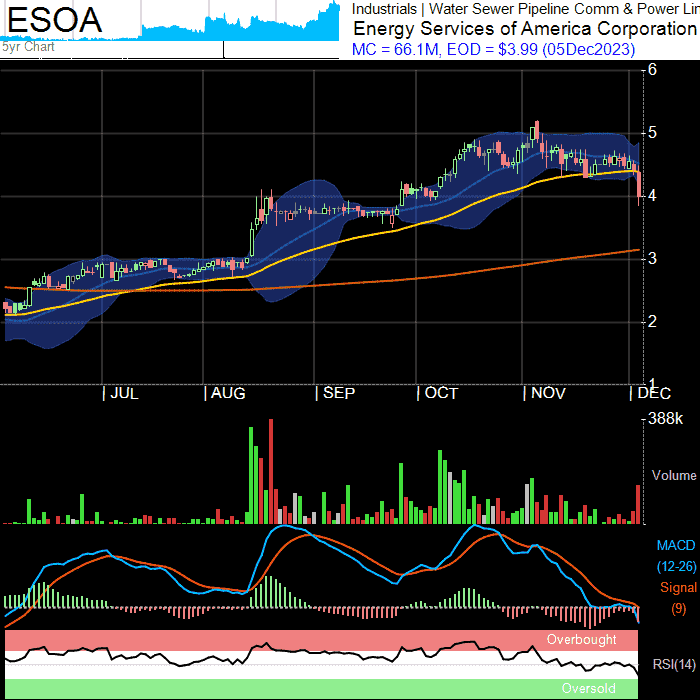 ESOA
5yr Chart
Industrials | Water Sewer Pipeline Comm & Power Lin
Energy Services of America Corporation
MC = 66.1M, EOD = $3.99 (05Dec2023)
6
5
4
3
2
1
JUL
AUG
SEP
OCT
NOV
DEC
388k
Volume
MACD
(12-26)
Signal
(9)
Overbought
RSI(14)
Oversold